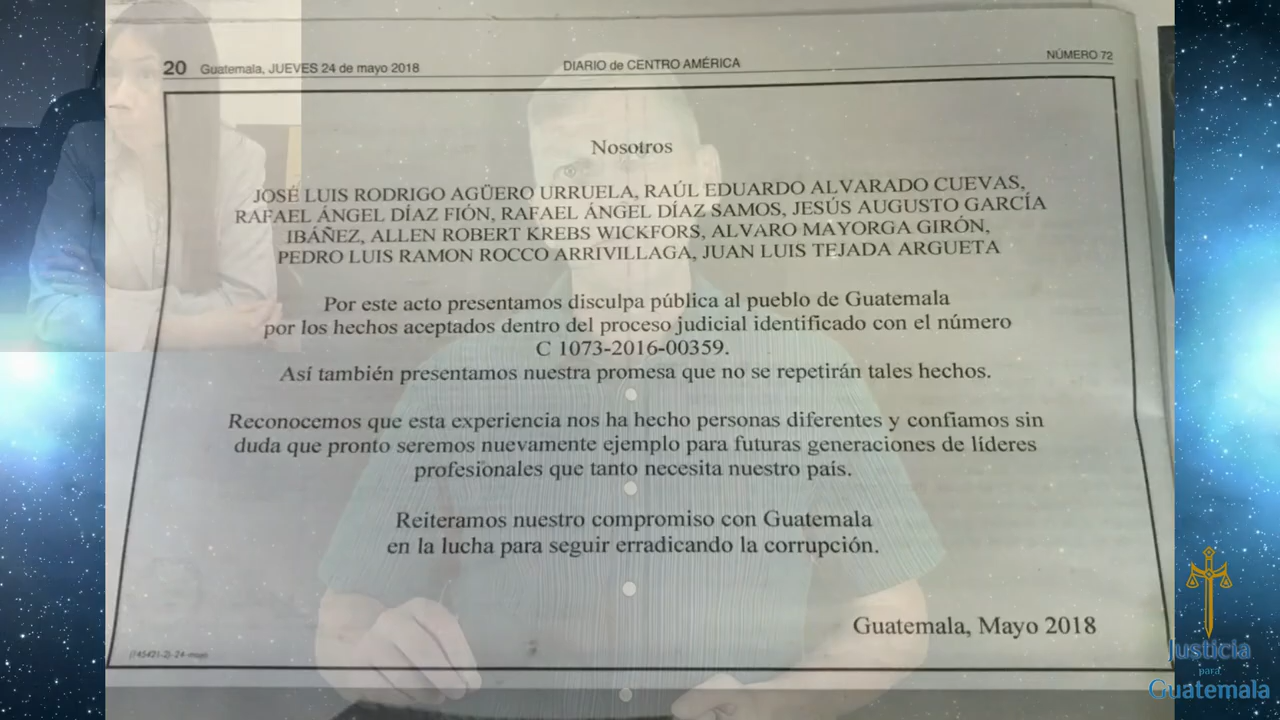 20 Guatemala, JUEVES 24 de mayo 2018 DIARIO de CENTRO AMÉRICA NÚMERO 72
Nosotros
JOSÉ LUIS RODRIGO AGÜERO URRUELA, RAÚL EDUARDO ALVARADO CUEVAS,
RAFAEL ÁNGEL DÍAZ FIÓN, RAFAEL ÁNGEL DÍAZ SAMOS, JESÚS AUGUSTO GARCÍA
IBÁÑEZ, ALLEN ROBERT KREBS WICKFORS, ALVARO MAYORGA GIRÓN,
PEDRO LUIS RAMON ROCCO ARRIVILLAGA, JUAN LUIS TEJADA ARGUETA
Por este acto presentamos disculpa pública al pueblo de Guatemala
por los hechos aceptados dentro del proceso judicial identificado con el número
C 1073-2016-00359.
Así también presentamos nuestra promesa que no se repetirán tales hechos.
Reconocemos que esta experiencia nos ha hecho personas diferentes y confiamos sin
duda que pronto seremos nuevamente ejemplo para futuras generaciones de líderes
profesionales que tanto necesita nuestro país.
Reiteramos nuestro compromiso con Guatemala
en la lucha para seguir erradicando la corrupción.
Guatemala, Mayo 2018
(145421-2)-24-mayo
Justicia
para
Guatemala